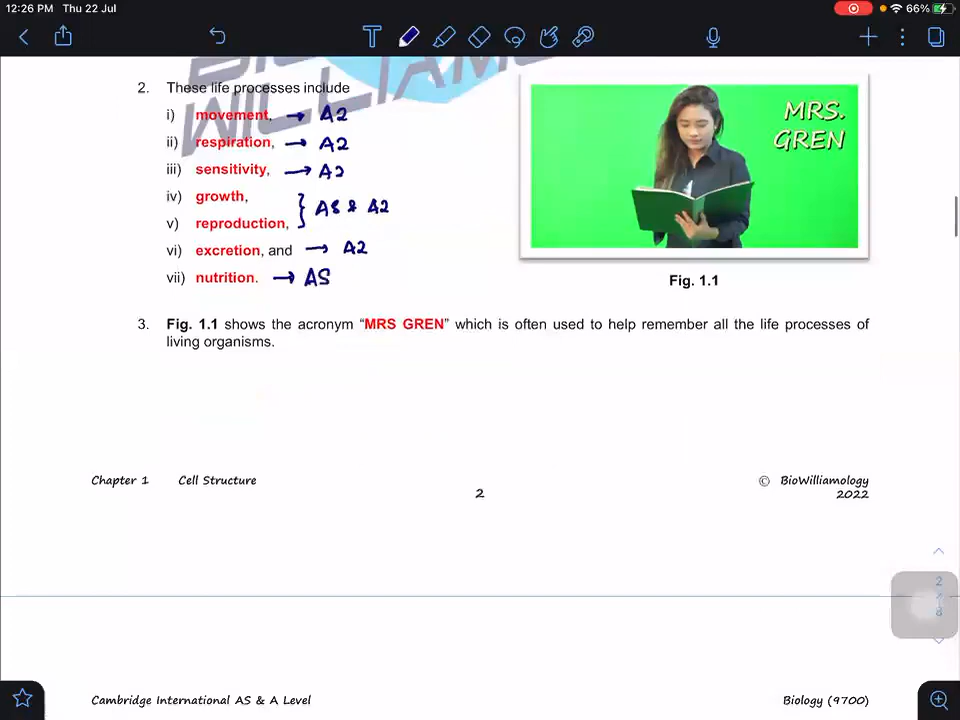 12:26 PM Thu 22 Jul
66%
2. These life processes include
i) movement, → A2
ii) respiration, → A2
iii) sensitivity, → A2
iv) growth,
v) reproduction, } AS & A2
vi) excretion, and → A2
vii) nutrition. → AS
MRS.
GREN
Fig. 1.1
3. Fig. 1.1 shows the acronym “MRS GREN” which is often used to help remember all the life processes of
living organisms.
Chapter 1 Cell Structure
2
© BioWilliamology
2022
Cambridge International AS & A Level
Biology (9700)